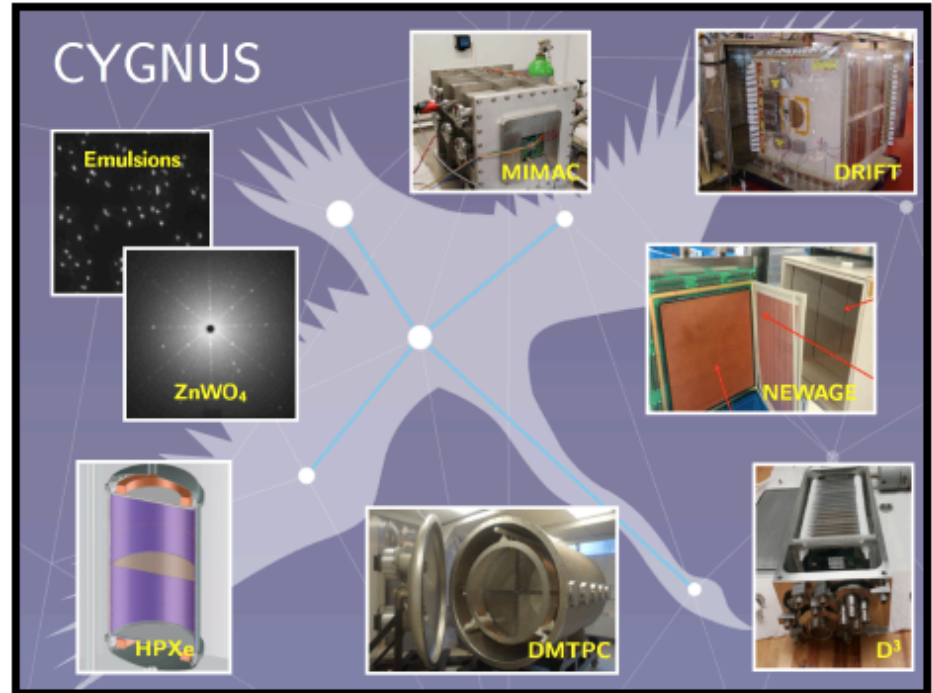 CYGNUS
Emulsions
MIMAC
DRIFT
ZnWO₄
NEWAGE
HPXe
DMTPC
D³